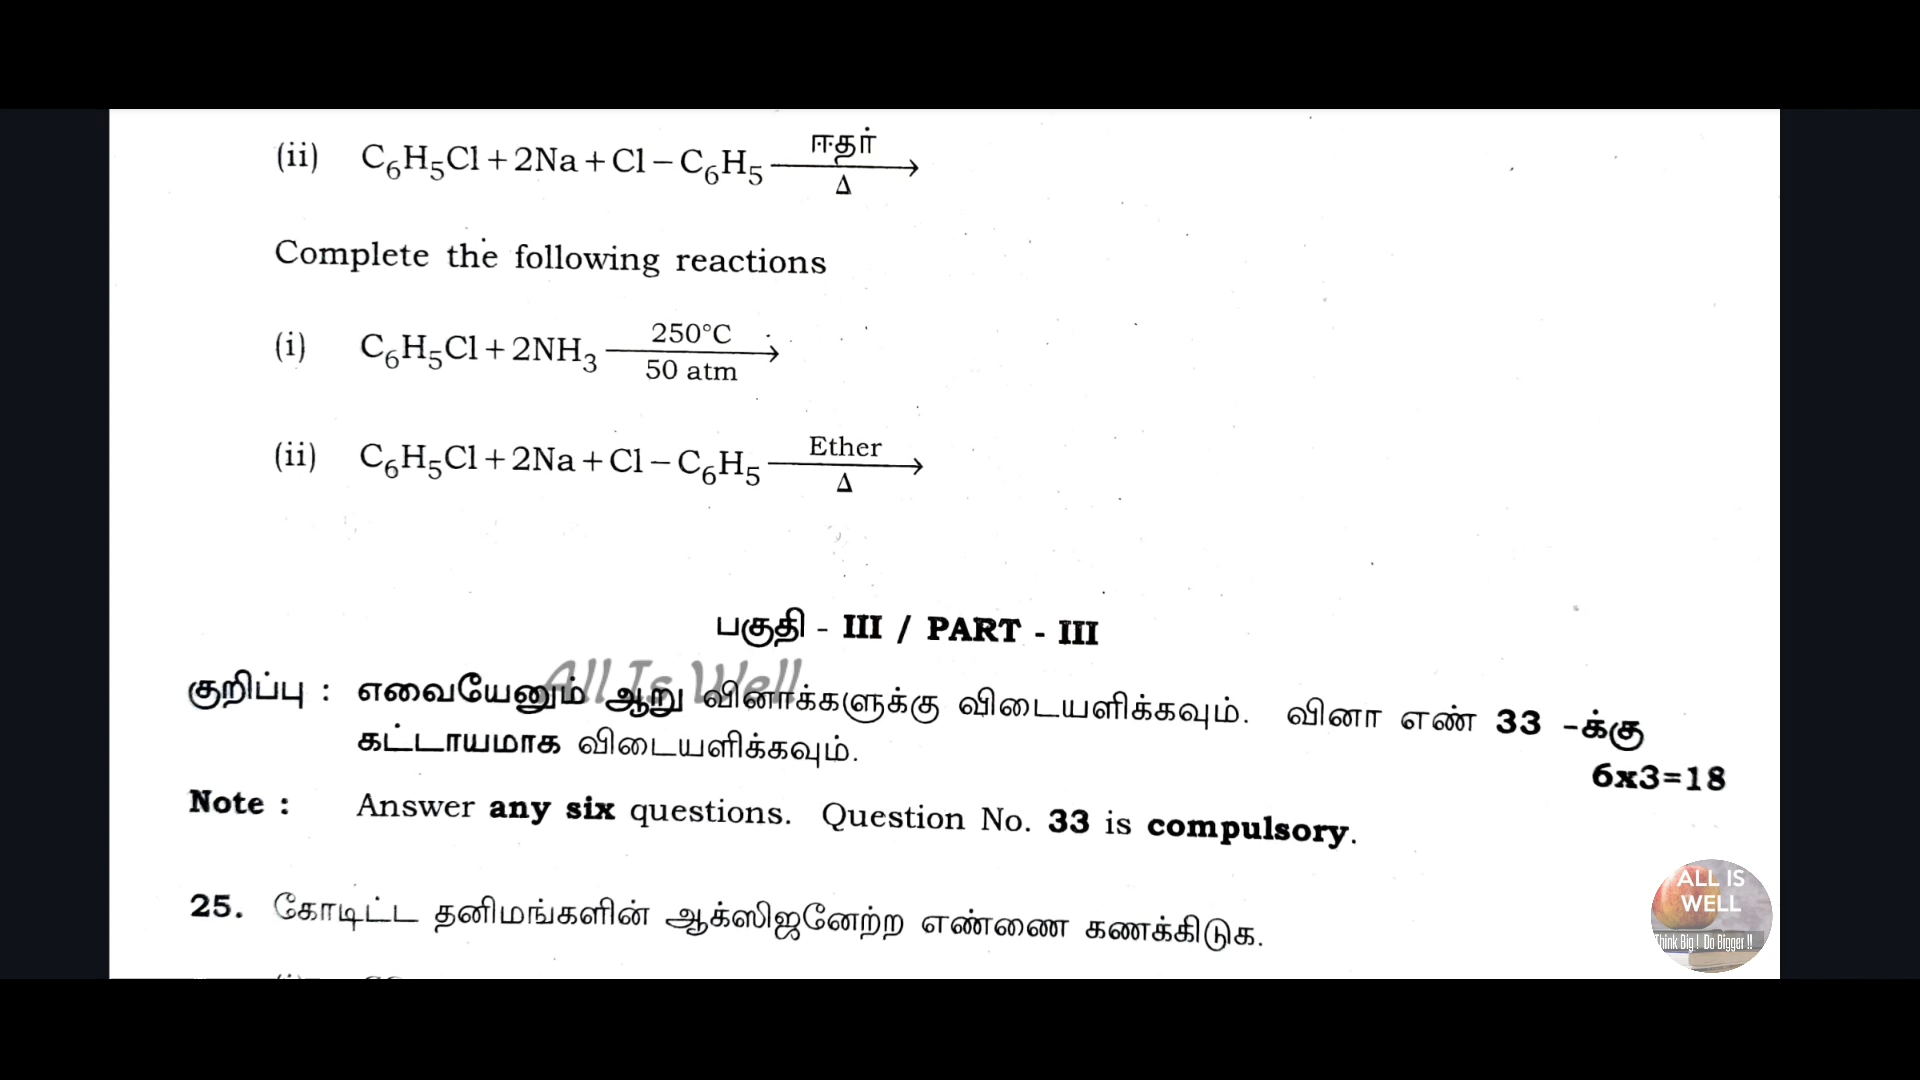 (ii) C₆H₅Cl + 2Na + Cl – C₆H₅ —ஈதர்/Δ→
Complete the following reactions
(i) C₆H₅Cl + 2NH₃ —250°C/50 atm→
(ii) C₆H₅Cl + 2Na + Cl – C₆H₅ —Ether/Δ→
பகுதி - III / PART - III
All Is Well
குறிப்பு : எவையேனும் ஆறு வினாக்களுக்கு விடையளிக்கவும். வினா எண் 33 -க்கு
கட்டாயமாக விடையளிக்கவும்.
6x3=18
Note : Answer any six questions. Question No. 33 is compulsory.
25. கோடிட்ட தனிமங்களின் ஆக்ஸிஜனேற்ற எண்ணை கணக்கிடுக.
ALL IS
WELL
Think Big ! Do Bigger !!